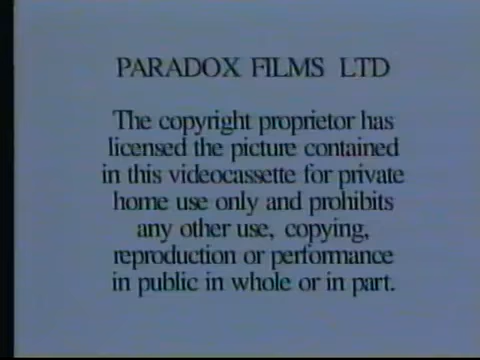 PARADOX FILMS LTD
The copyright proprietor has
licensed the picture contained
in this videocassette for private
home use only and prohibits
any other use, copying,
reproduction or performance
in public in whole or in part.